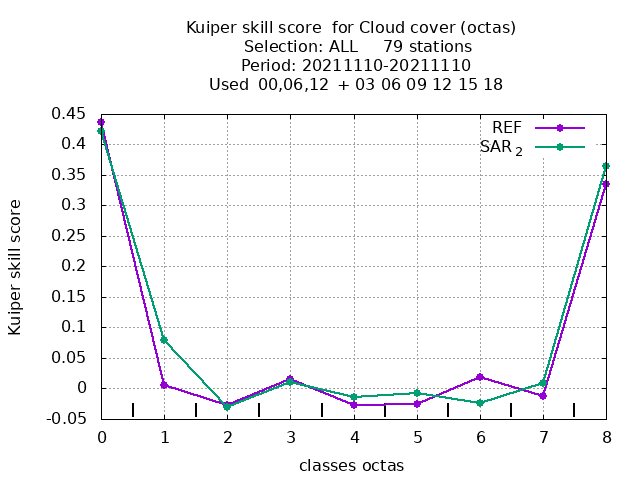 Kuiper skill score  for Cloud cover (octas)
Selection: ALL     79 stations
Period: 20211110-20211110
Used  00,06,12  + 03 06 09 12 15 18
REF
SAR 2
0.45
0.4
0.35
0.3
0.25
0.2
0.15
0.1
0.05
0
-0.05
Kuiper skill score
0 1 2 3 4 5 6 7 8
classes octas